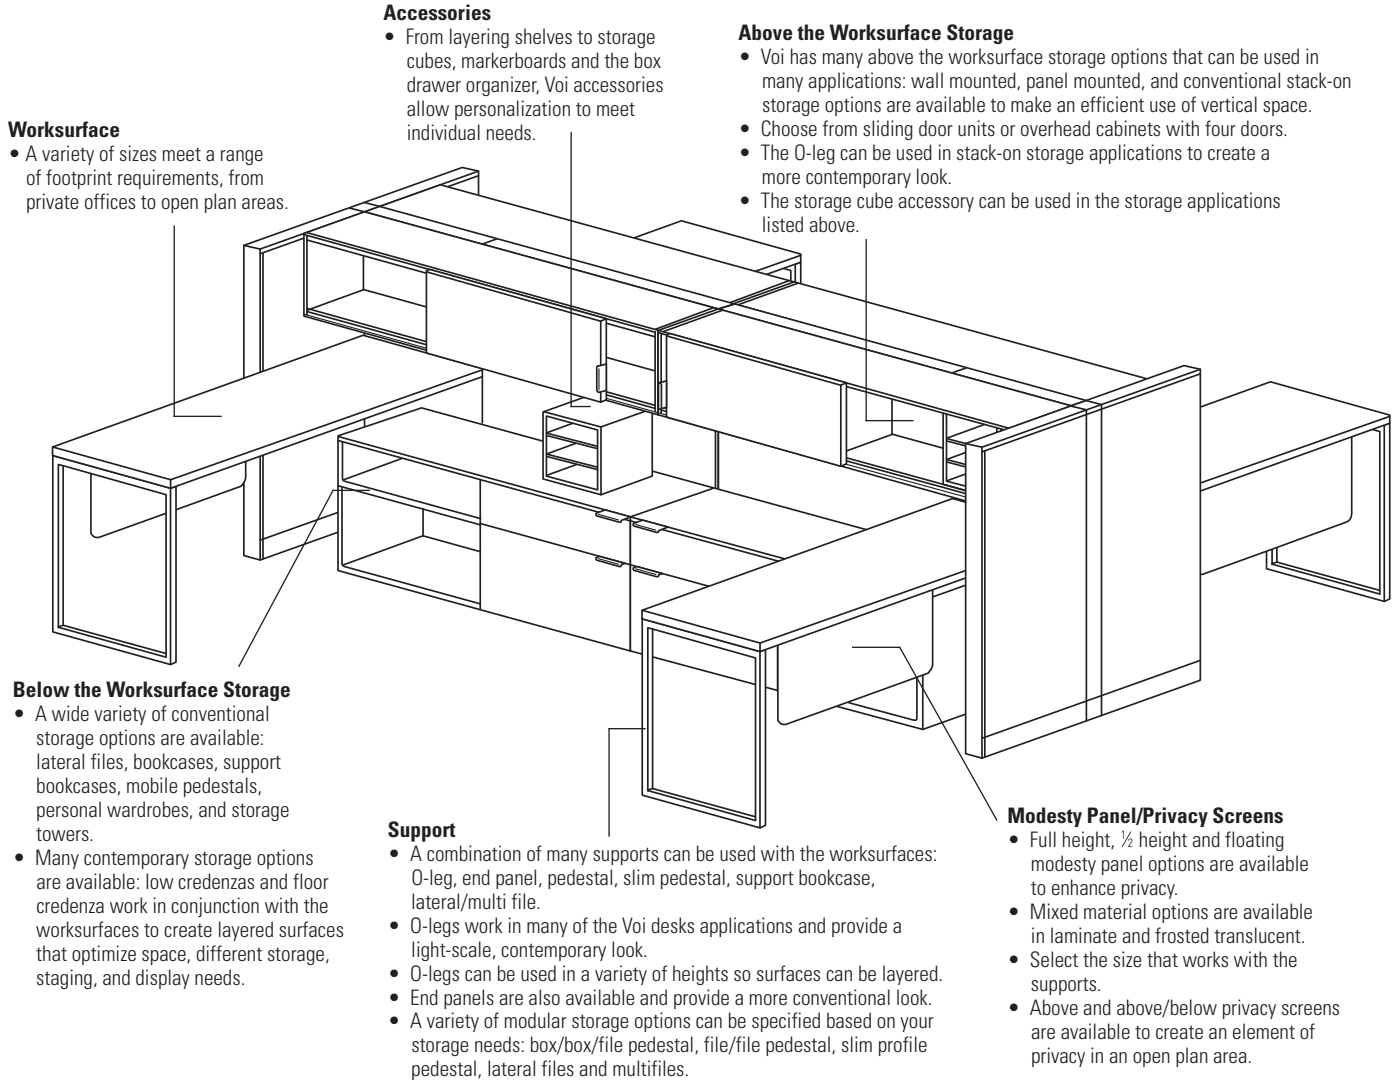 Accessories
• From layering shelves to storage
cubes, markerboards and the box
drawer organizer, Voi accessories
allow personalization to meet
individual needs.
Above the Worksurface Storage
• Voi has many above the worksurface storage options that can be used in
many applications: wall mounted, panel mounted, and conventional stack-on
storage options are available to make an efficient use of vertical space.
• Choose from sliding door units or overhead cabinets with four doors.
• The O-leg can be used in stack-on storage applications to create a
more contemporary look.
• The storage cube accessory can be used in the storage applications
listed above.
Worksurface
• A variety of sizes meet a range
of footprint requirements, from
private offices to open plan areas.
Below the Worksurface Storage
• A wide variety of conventional
storage options are available:
lateral files, bookcases, support
bookcases, mobile pedestals,
personal wardrobes, and storage
towers.
• Many contemporary storage options
are available: low credenzas and floor
credenza work in conjunction with the
worksurfaces to create layered surfaces
that optimize space, different storage,
staging, and display needs.
Support
• A combination of many supports can be used with the worksurfaces:
O-leg, end panel, pedestal, slim pedestal, support bookcase,
lateral/multi file.
• O-legs work in many of the Voi desks applications and provide a
light-scale, contemporary look.
• O-legs can be used in a variety of heights so surfaces can be layered.
• End panels are also available and provide a more conventional look.
• A variety of modular storage options can be specified based on your
storage needs: box/box/file pedestal, file/file pedestal, slim profile
pedestal, lateral files and multifiles.
Modesty Panel/Privacy Screens
• Full height, ½ height and floating
modesty panel options are available
to enhance privacy.
• Mixed material options are available
in laminate and frosted translucent.
• Select the size that works with the
supports.
• Above and above/below privacy screens
are available to create an element of
privacy in an open plan area.